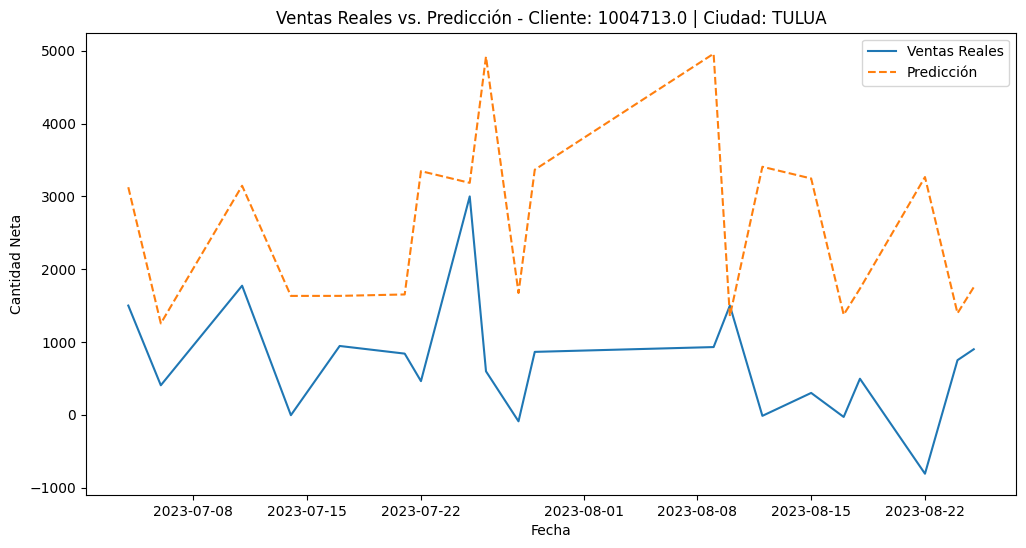 Ventas Reales vs. Predicción - Cliente: 1004713.0 | Ciudad: TULUA
Ventas Reales
Predicción
5000
4000
3000
2000
1000
0
−1000
Cantidad Neta
2023-07-08
2023-07-15
2023-07-22
2023-08-01
2023-08-08
2023-08-15
2023-08-22
Fecha